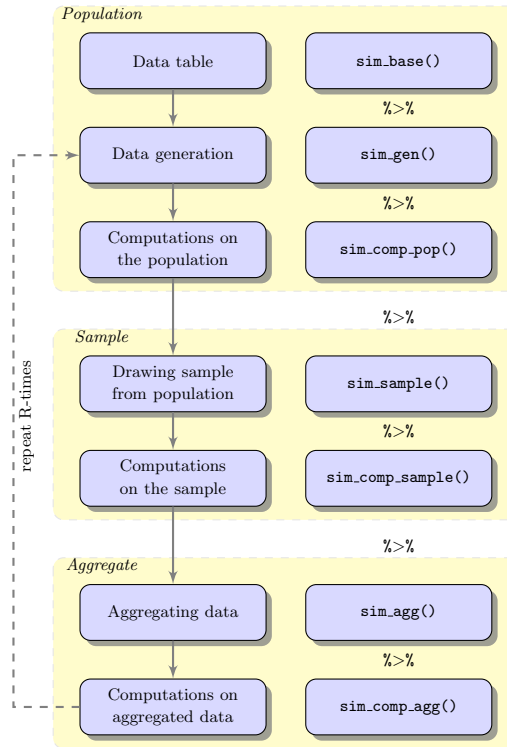 Population
Data table
sim_base()
%>%
Data generation
sim_gen()
%>%
Computations on
the population
sim_comp_pop()
%>%
Sample
Drawing sample
from population
sim_sample()
%>%
Computations
on the sample
sim_comp_sample()
%>%
Aggregate
Aggregating data
sim_agg()
%>%
Computations on
aggregated data
sim_comp_agg()
repeat R-times